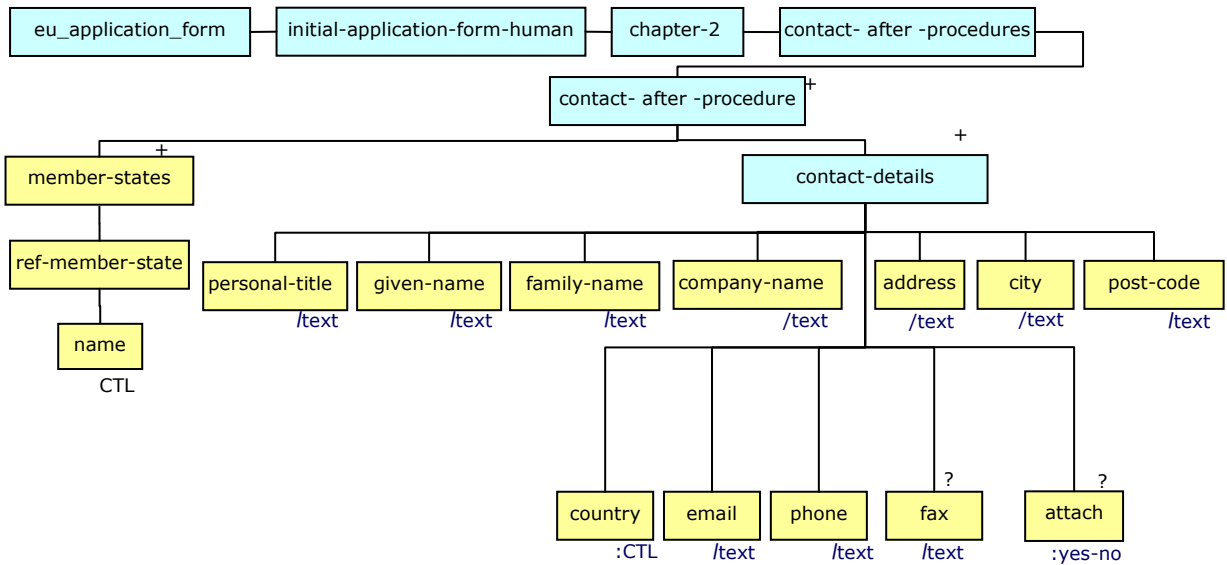 eu_application_form initial-application-form-human chapter-2 contact- after -procedures
contact- after -procedure +
+ +
member-states contact-details
ref-member-state personal-title given-name family-name company-name address city post-code
/text /text /text /text /text /text /text
name
CTL
? ?
country email phone fax attach
:CTL /text /text /text :yes-no